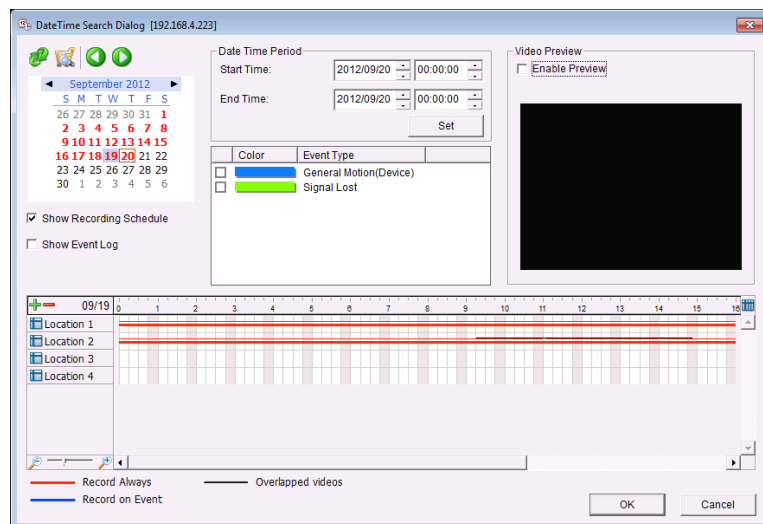 DateTime Search Dialog [192.168.4.223]
Date Time Period
Start Time: 2012/09/20 00:00:00
End Time: 2012/09/20 00:00:00
Set
Video Preview
Enable Preview
September 2012
S M T W T F S
26 27 28 29 30 31 1
2 3 4 5 6 7 8
9 10 11 12 13 14 15
16 17 18 19 20 21 22
23 24 25 26 27 28 29
30 1 2 3 4 5 6
Show Recording Schedule
Show Event Log
Color Event Type
General Motion(Device)
Signal Lost
09/19 0 1 2 3 4 5 6 7 8 9 10 11 12 13 14 15 16
Location 1
Location 2
Location 3
Location 4
Record Always Overlapped videos
Record on Event
OK Cancel